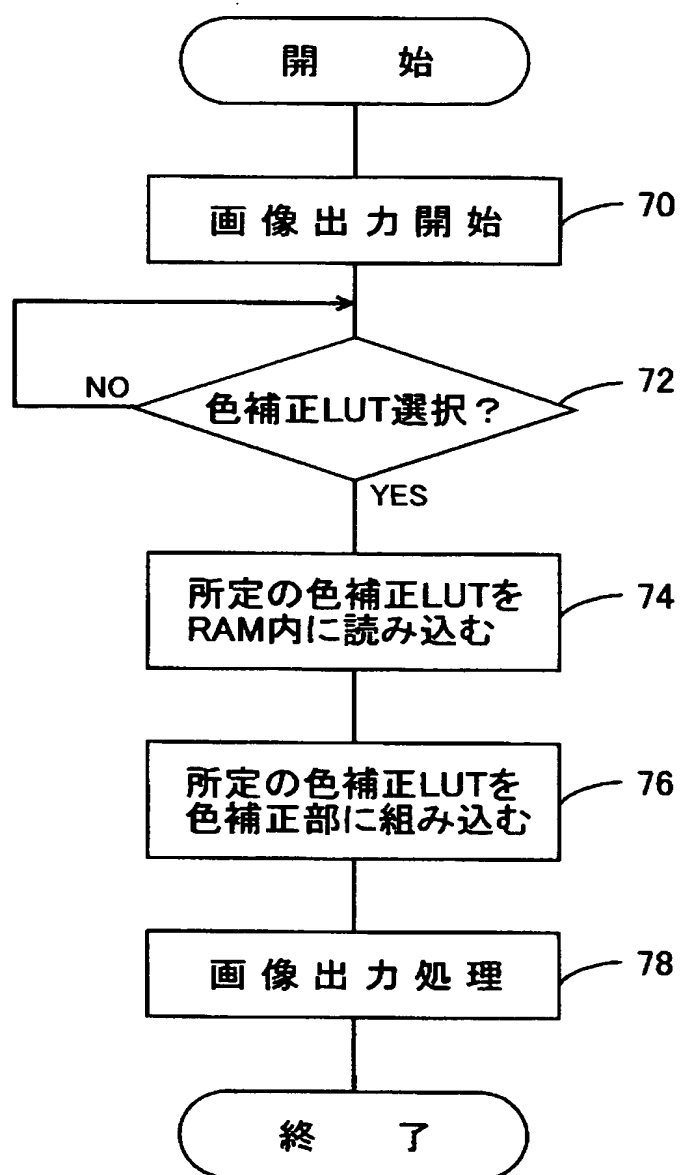 開 始
画像出力開始
70
色補正LUT選択？
72
NO
YES
所定の色補正LUTを
RAM内に読み込む
74
所定の色補正LUTを
色補正部に組み込む
76
画像出力処理
78
終 了